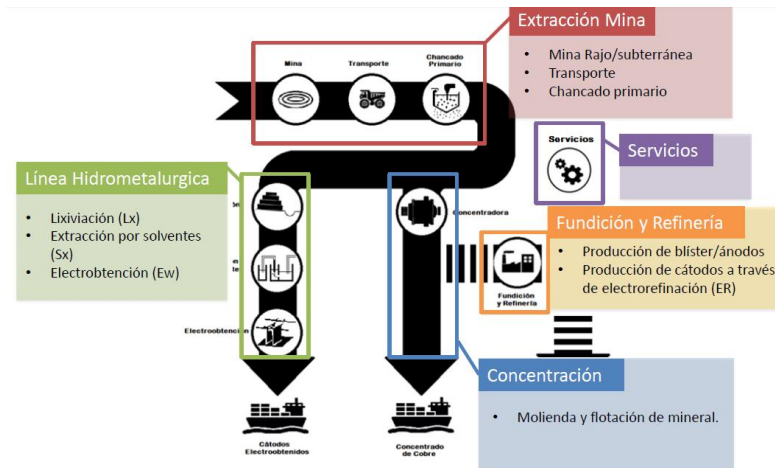 Extracción Mina
• Mina Rajo/subterránea
• Transporte
• Chancado primario
Mina
Transporte
Chancado
Primario
Servicios
Servicios
Línea Hidrometalurgica
• Lixiviación (Lx)
• Extracción por solventes
(Sx)
• Electrobtención (Ew)
Concentradora
Fundición y Refinería
• Producción de blíster/ánodos
• Producción de cátodos a través
de electrorefinación (ER)
Fundición
y Refinería
Electroobtención
Concentración
• Molienda y flotación de mineral.
Cátodos
Electroobtenidos
Concentrado
de Cobre